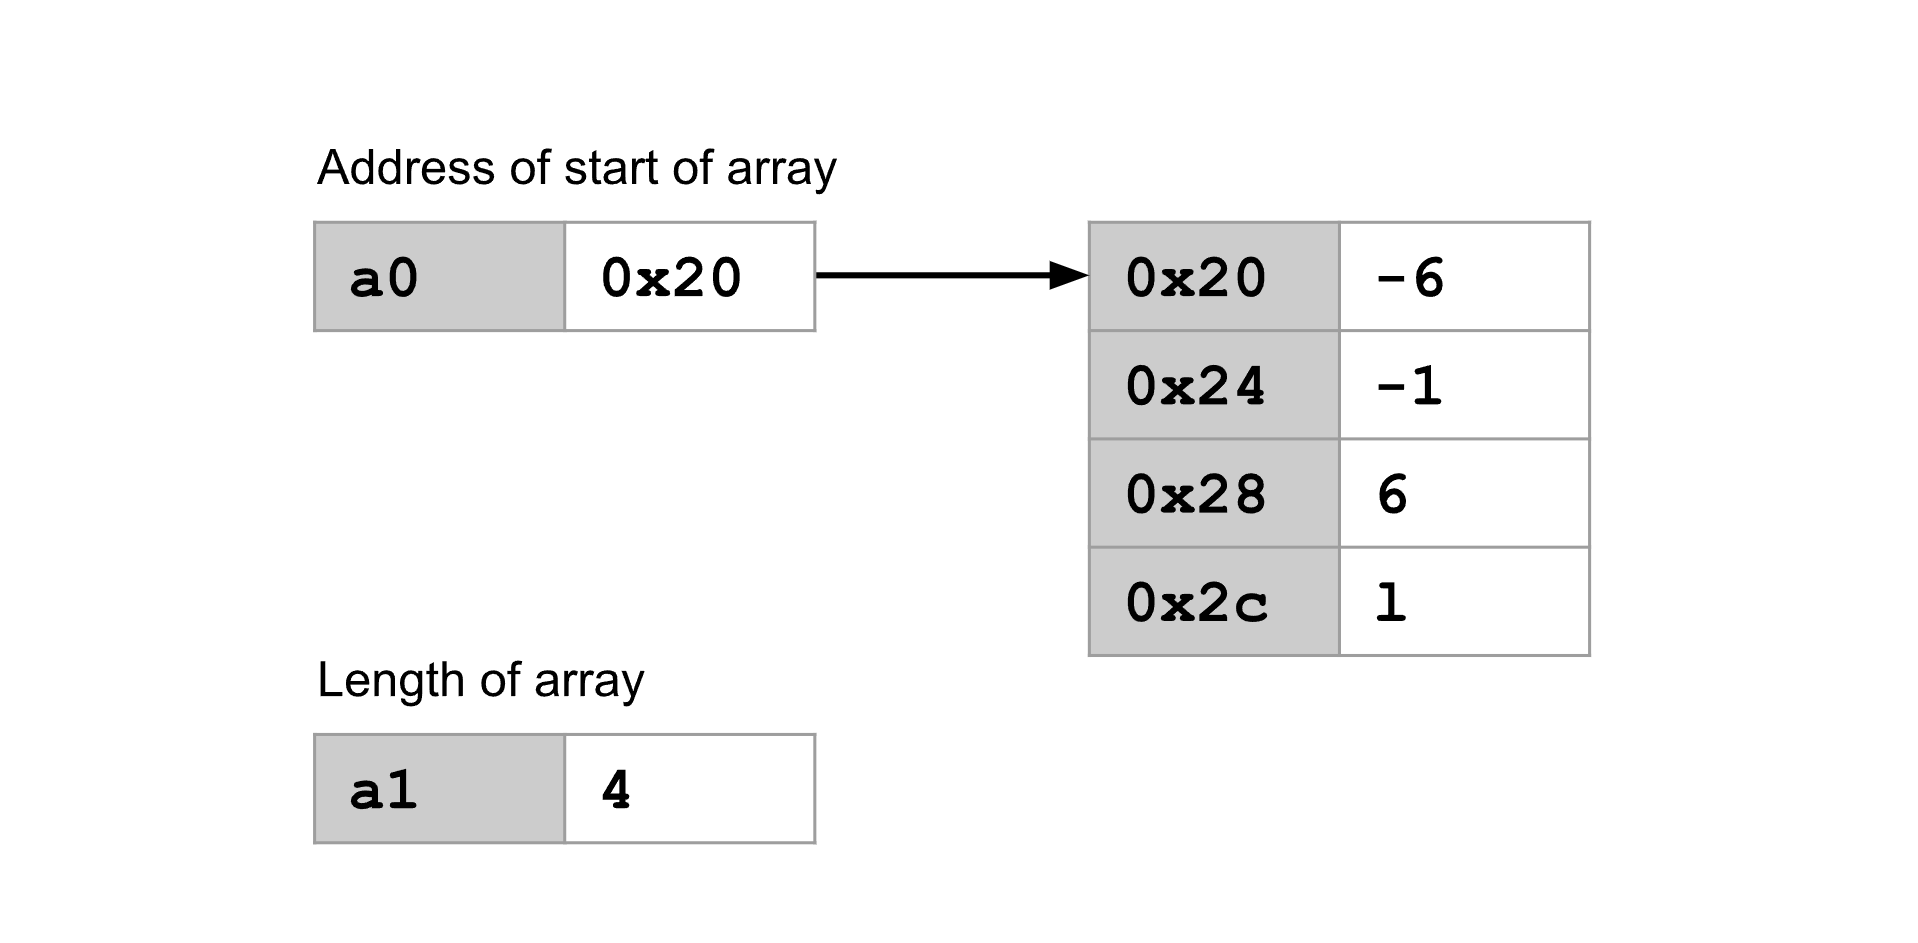 Address of start of array
a0 0x20
0x20 -6
0x24 -1
0x28 6
0x2c 1
Length of array
a1 4